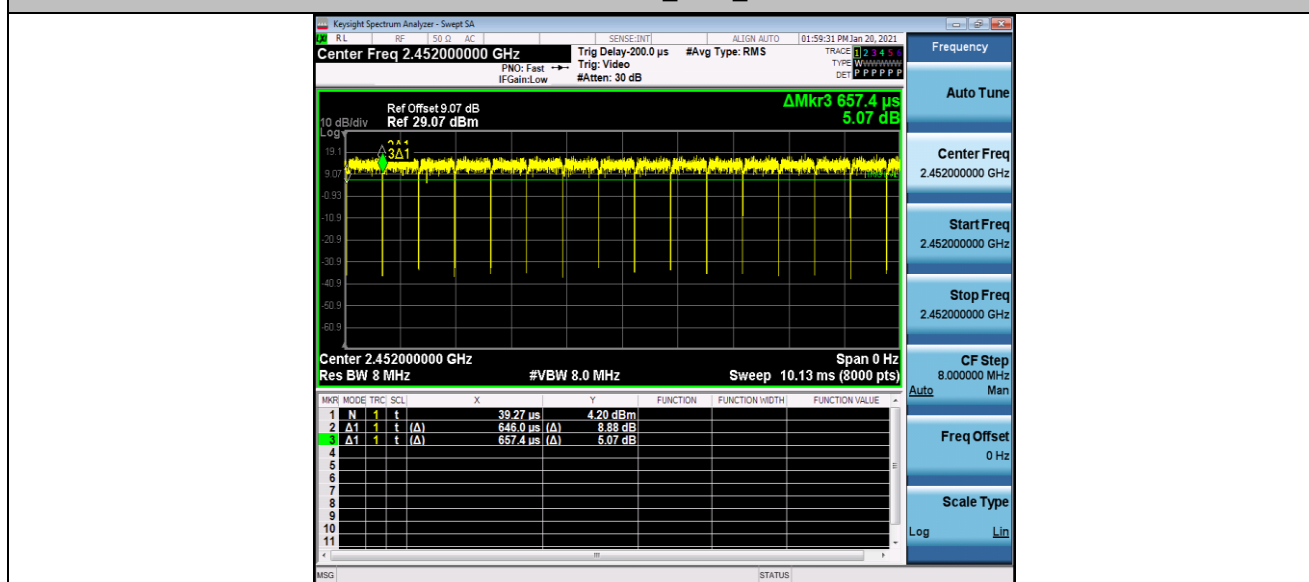 Keysight Spectrum Analyzer - Swept SA
RL RF 50 Ω AC SENSE:INT ALIGN AUTO 01:59:31 PM Jan 20, 2021
Center Freq 2.452000000 GHz
PNO: Fast
IFGain:Low
Trig Delay-200.0 µs
Trig: Video
#Atten: 30 dB
#Avg Type: RMS
TRACE 1 2 3 4 5 6
TYPE WWWWWW
DET P P P P P P
ΔMkr3 657.4 µs
5.07 dB
Ref Offset 9.07 dB
10 dB/div Ref 29.07 dBm
Log
19.1
9.07
-0.93
-10.9
-20.9
-30.9
-40.9
-50.9
-60.9
3Δ1
Center 2.452000000 GHz Span 0 Hz
Res BW 8 MHz #VBW 8.0 MHz Sweep 10.13 ms (8000 pts)
MKR MODE TRC SCL X Y FUNCTION FUNCTION WIDTH FUNCTION VALUE
1 N 1 t 39.27 µs 4.20 dBm
2 Δ1 1 t (Δ) 646.0 µs (Δ) 8.88 dB
3 Δ1 1 t (Δ) 657.4 µs (Δ) 5.07 dB
4
5
6
7
8
9
10
11
MSG STATUS
Frequency
Auto Tune
Center Freq
2.452000000 GHz
Start Freq
2.452000000 GHz
Stop Freq
2.452000000 GHz
CF Step
8.000000 MHz
Auto Man
Freq Offset
0 Hz
Scale Type
Log Lin